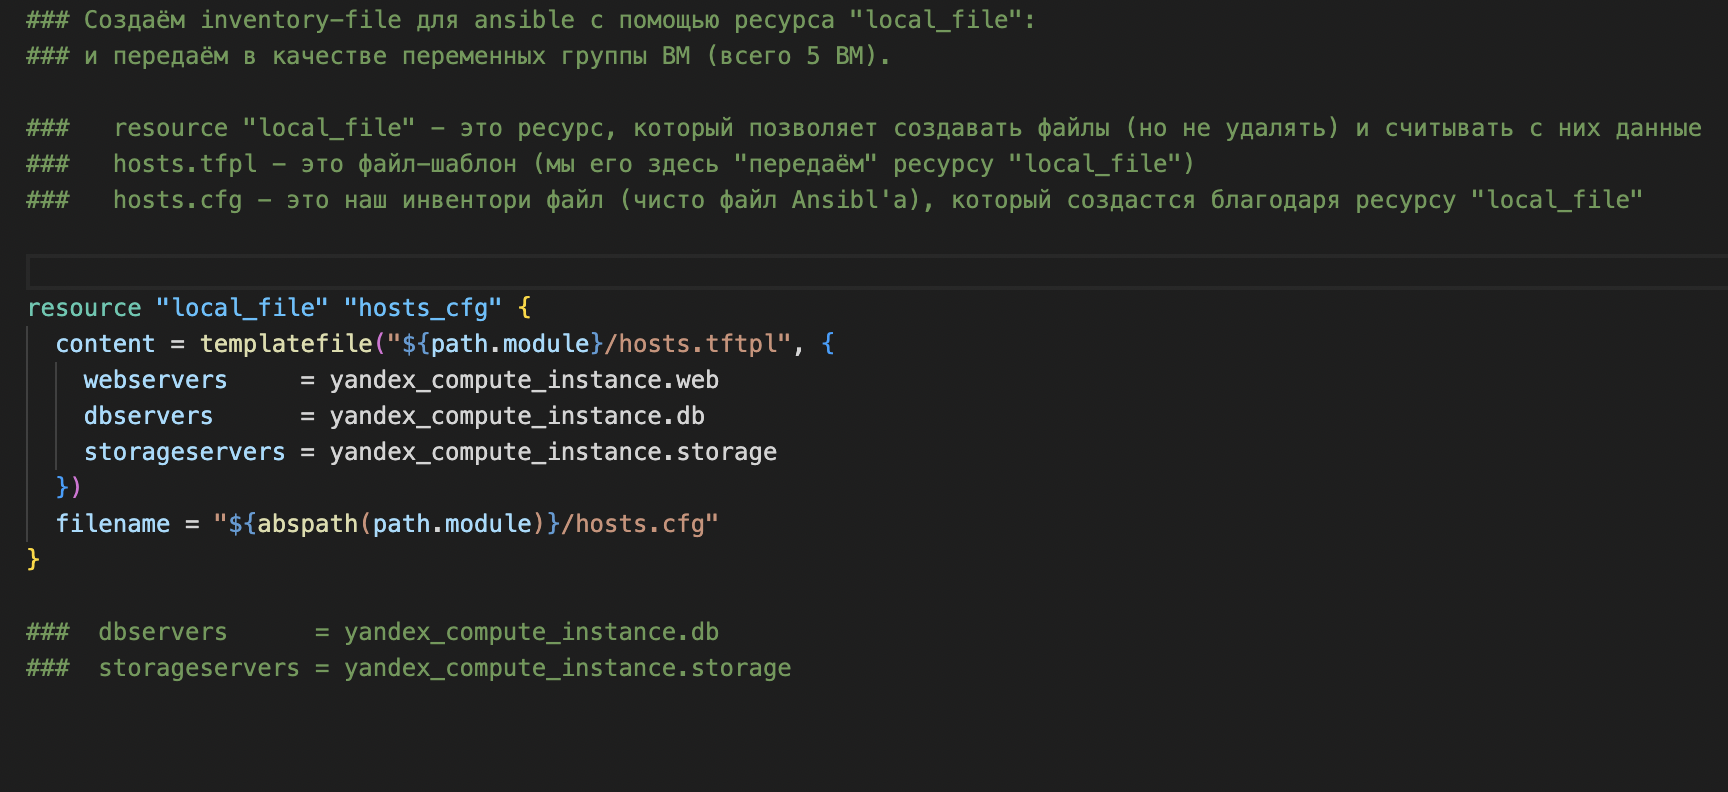 ### Создаём inventory-file для ansible с помощью ресурса "local_file":
### и передаём в качестве переменных группы ВМ (всего 5 ВМ).
###   resource "local_file" – это ресурс, который позволяет создавать файлы (но не удалять) и считывать с них данные
###   hosts.tfpl – это файл-шаблон (мы его здесь "передаём" ресурсу "local_file")
###   hosts.cfg – это наш инвентори файл (чисто файл Ansibl'а), который создастся благодаря ресурсу "local_file"
resource "local_file" "hosts_cfg" {
  content = templatefile("${path.module}/hosts.tftpl", {
    webservers     = yandex_compute_instance.web
    dbservers      = yandex_compute_instance.db
    storageservers = yandex_compute_instance.storage
  })
  filename = "${abspath(path.module)}/hosts.cfg"
}
###  dbservers      = yandex_compute_instance.db
###  storageservers = yandex_compute_instance.storage